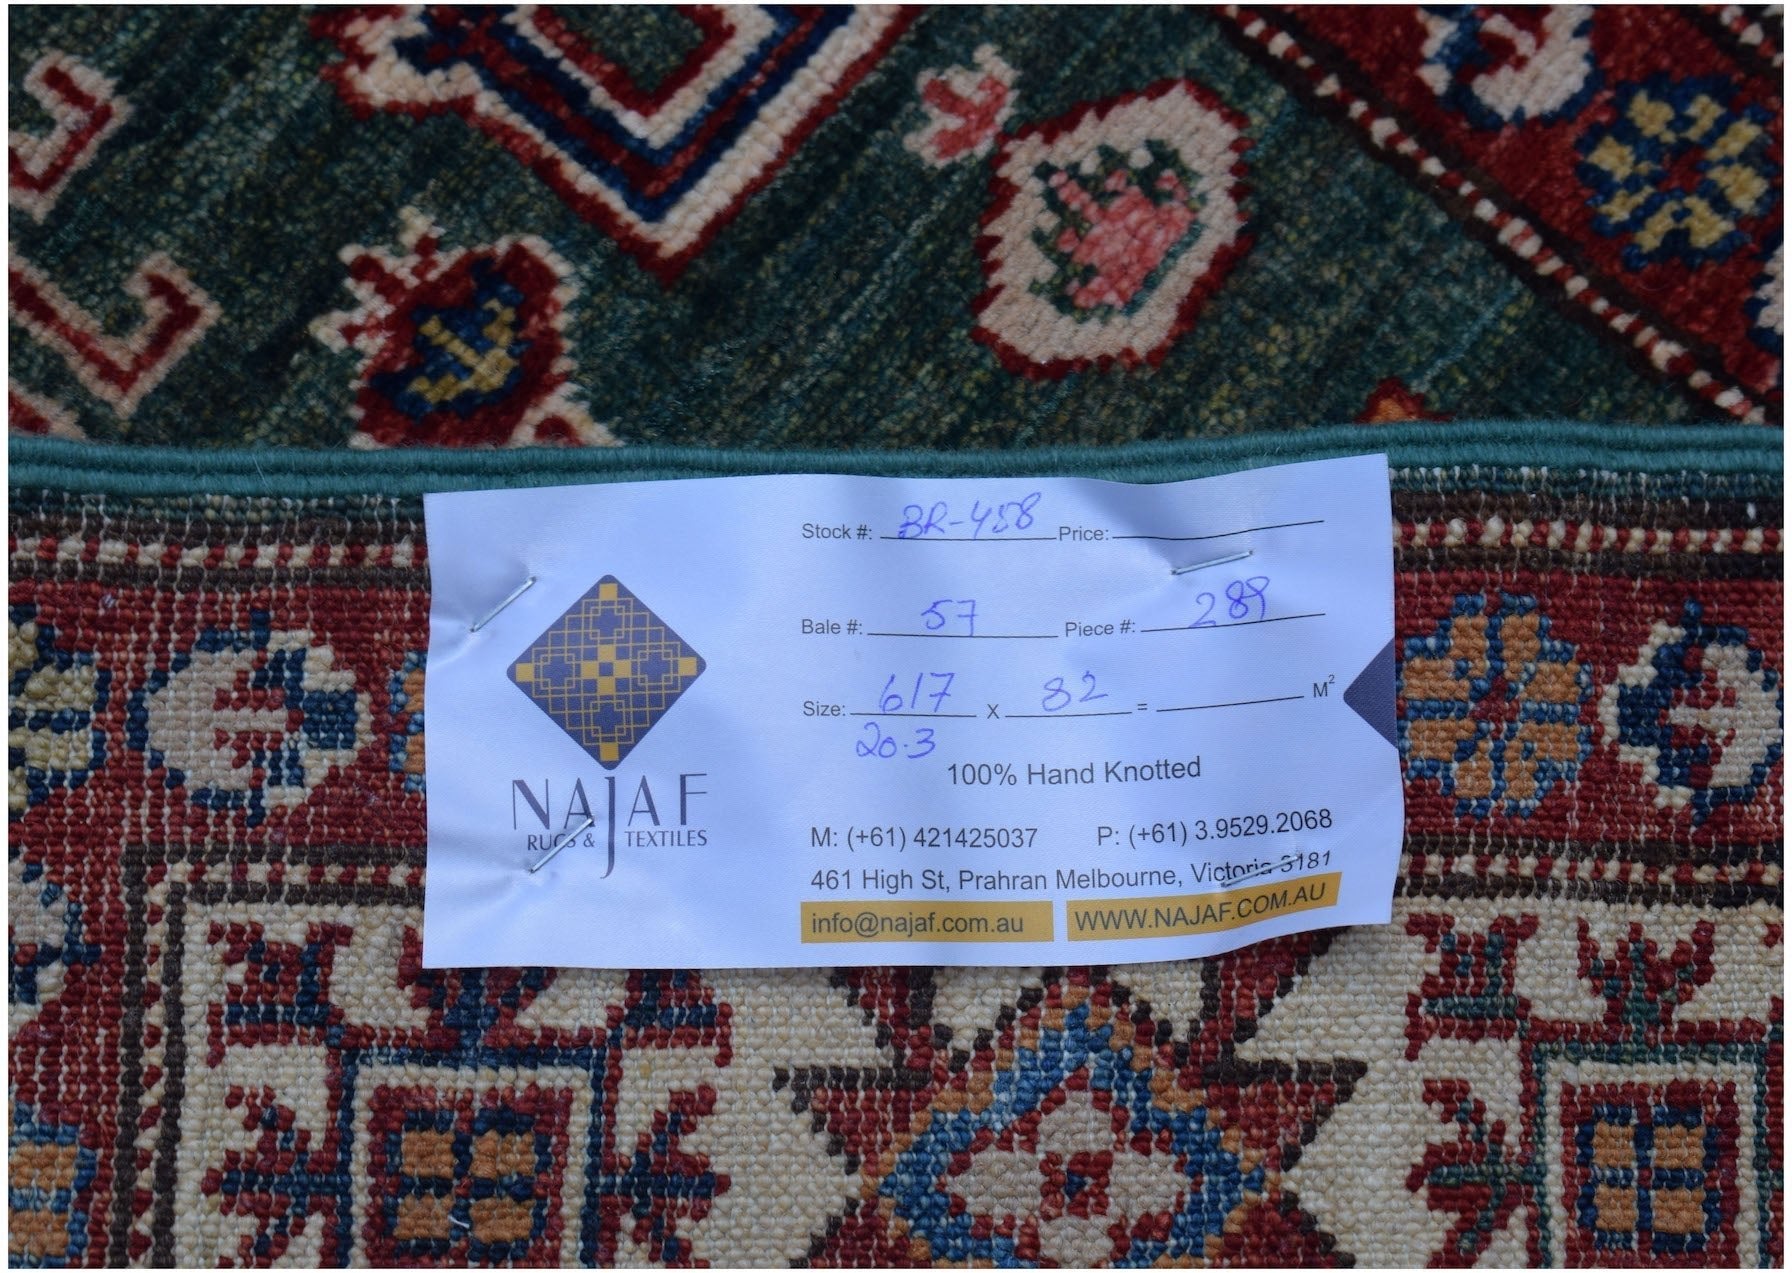 Stock #: BR-458 Price:
Bale #: 57 Piece #: 289
Size: 617 X 82 = M²
20.3
100% Hand Knotted
NAJAF
RUGS & TEXTILES
M: (+61) 421425037 P: (+61) 3.9529.2068
461 High St, Prahran Melbourne, Victoria 3181
info@najaf.com.au WWW.NAJAF.COM.AU